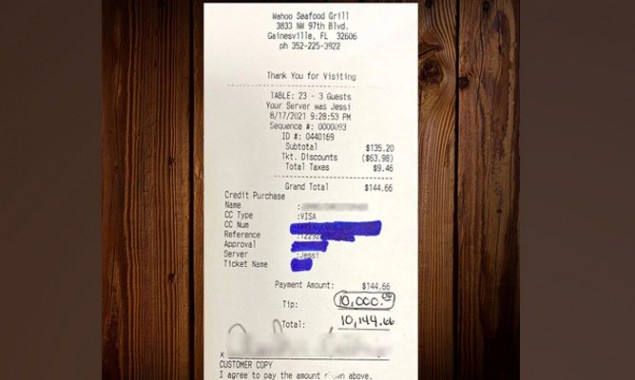 Wahoo Seafood Grill
3833 NW 97th Blvd.
Gainesville, FL 32606
ph 352-225-3922
Thank You for Visiting
TABLE: 23 - 3 Guests
Your Server was Jessi
8/17/2021 9:28:53 PM
Sequence #: 0000093
ID #: 0440169
Subtotal $135.20
Tkt. Discounts ($63.98)
Total Taxes $9.46
Grand Total $144.66
Credit Purchase
Name :
CC Type :VISA
CC Num
Reference
Approval
Server :Jessi
Ticket Name
Payment Amount: $144.66
Tip: 10,000.00
Total: 10,144.66
x
CUSTOMER COPY
I agree to pay the amount shown above.